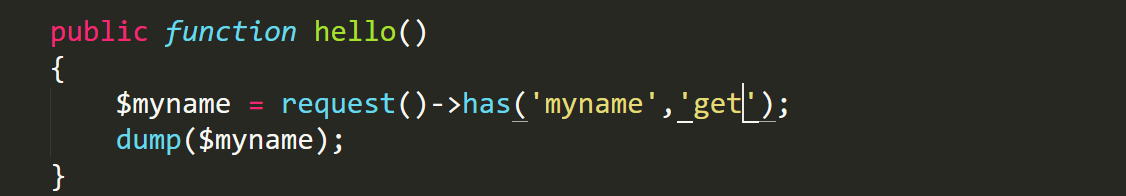 public function hello()
{
$myname = request()->has('myname','get');
dump($myname);
}